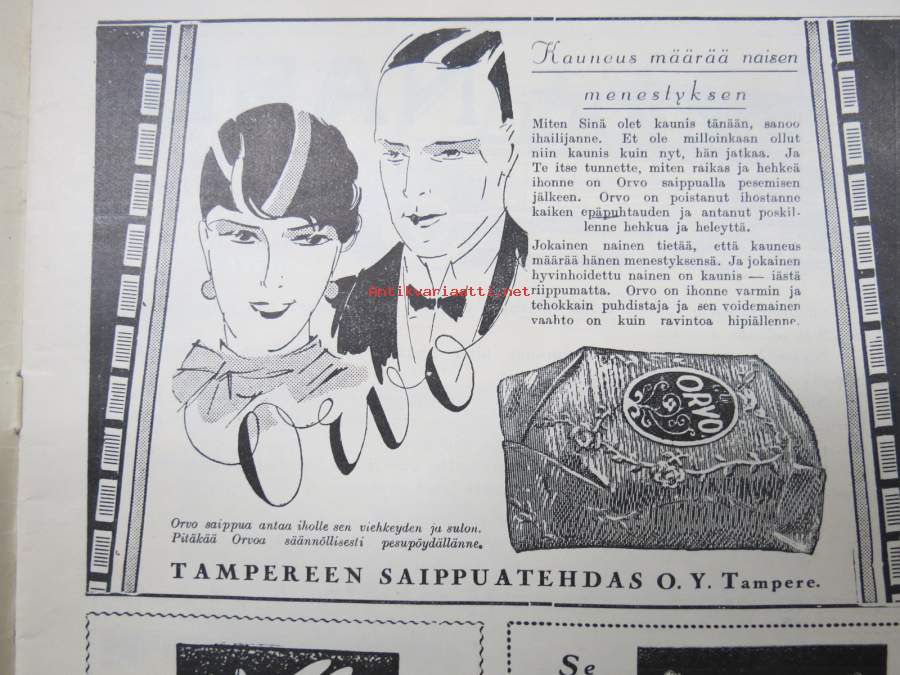 Kauneus määrää naisen
menestyksen
Miten Sinä olet kaunis tänään, sanoo
ihailijanne. Et ole milloinkaan ollut
niin kaunis kuin nyt, hän jatkaa. Ja
Te itse tunnette, miten raikas ja hehkeä
ihonne on Orvo saippualla pesemisen
jälkeen. Orvo on poistanut ihostanne
kaiken epäpuhtauden ja antanut poskil-
lenne hehkua ja heleyttä.
Jokainen nainen tietää, että kauneus
määrää hänen menestyksensä. Ja jokainen
hyvinhoidettu nainen on kaunis — iästä
riippumatta. Orvo on ihonne varmin ja
tehokkain puhdistaja ja sen voidemainen
vaahto on kuin ravintoa hipiällenne.
Antikvariaatti.net
Orvo
ORVO
Orvo saippua antaa iholle sen viehkeyden ja sulon.
Pitäkää Orvoa säännöllisesti pesupöydällänne.
TAMPEREEN SAIPPUATEHDAS O. Y. Tampere.
Se